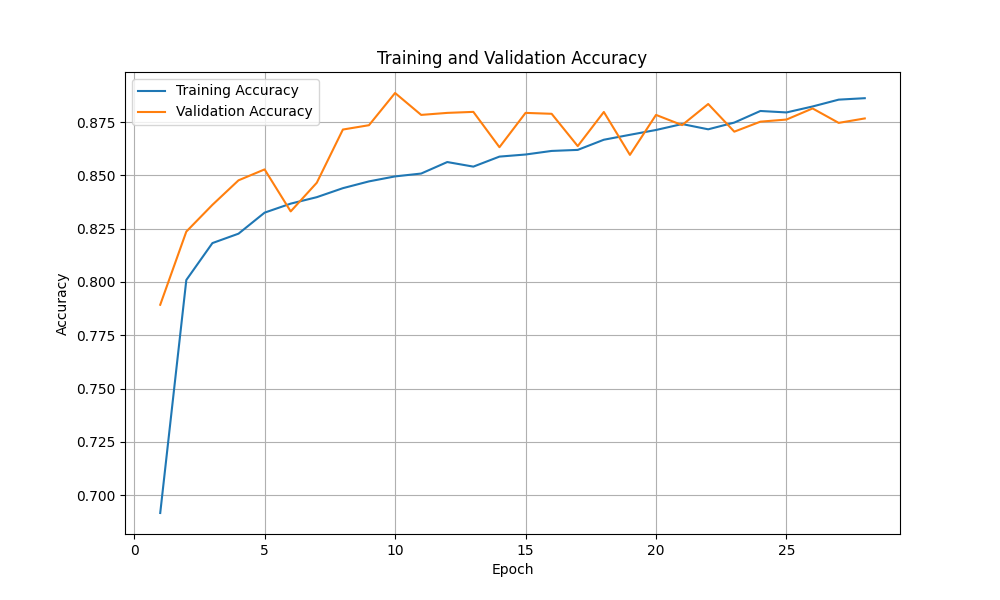 Training and Validation Accuracy
Training Accuracy
Validation Accuracy
Accuracy
0.875
0.850
0.825
0.800
0.775
0.750
0.725
0.700
0
5
10
15
20
25
Epoch